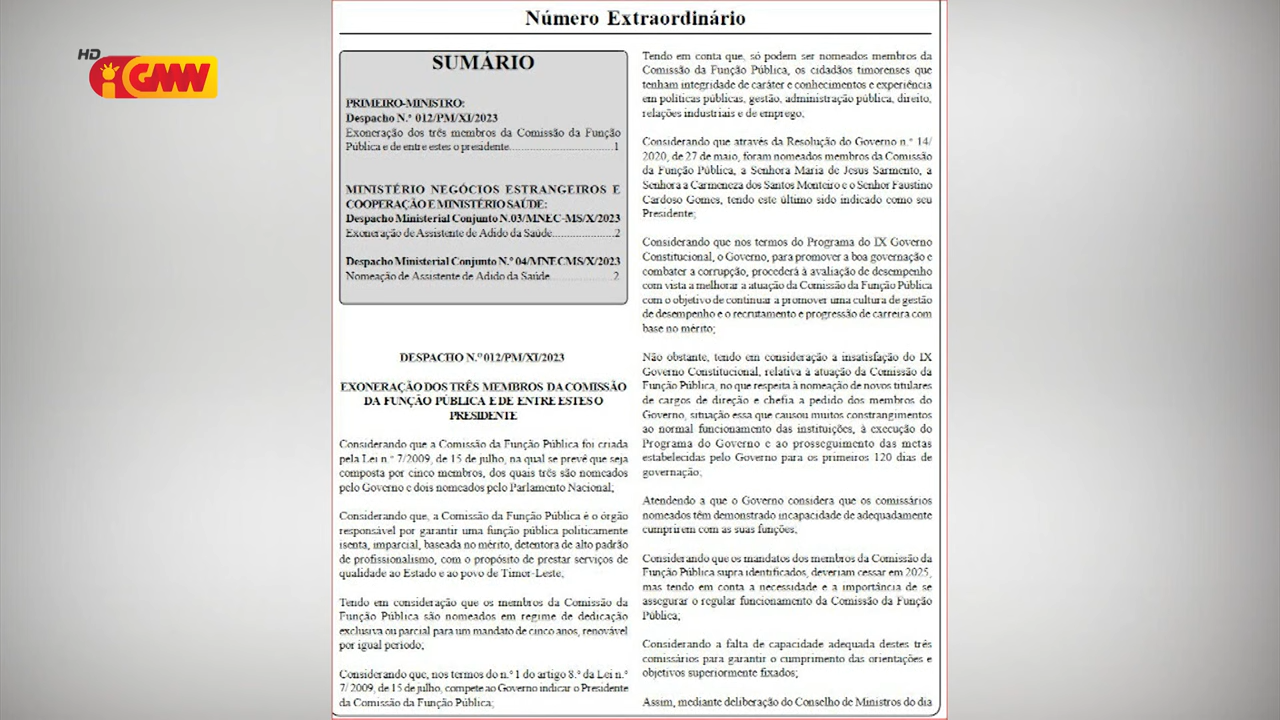 HD
GMW
Número Extraordinário
SUMÁRIO
PRIMEIRO-MINISTRO:
Despacho N.º 012/PM/XI/2023
Exoneração dos três membros da Comissão da Função
Pública e de entre estes o presidente..............................1
MINISTÉRIO NEGÓCIOS ESTRANGEIROS E
COOPERAÇÃO E MINISTÉRIO SAÚDE:
Despacho Ministerial Conjunto N.03/MNEC-MS/X/2023
Exoneração de Assistente de Adido da Saúde..................2
Despacho Ministerial Conjunto N.º 04/MNECMS/X/2023
Nomeação de Assistente de Adido da Saúde..................2
DESPACHO N.º 012/PM/XI/2023
EXONERAÇÃO DOS TRÊS MEMBROS DA COMISSÃO
DA FUNÇÃO PÚBLICA E DE ENTRE ESTES O
PRESIDENTE
Considerando que a Comissão da Função Pública foi criada
pela Lei n.º 7/2009, de 15 de julho, na qual se prevê que seja
composta por cinco membros, dos quais três são nomeados
pelo Governo e dois nomeados pelo Parlamento Nacional;
Considerando que, a Comissão da Função Pública é o órgão
responsável por garantir uma função pública politicamente
isenta, imparcial, baseada no mérito, detentora de alto padrão
de profissionalismo, com o propósito de prestar serviços de
qualidade ao Estado e ao povo de Timor-Leste;
Tendo em consideração que os membros da Comissão da
Função Pública são nomeados em regime de dedicação
exclusiva ou parcial para um mandato de cinco anos, renovável
por igual período;
Considerando que, nos termos do n.º 1 do artigo 8.º da Lei n.º
7/ 2009, de 15 de julho, compete ao Governo indicar o Presidente
da Comissão da Função Pública;
Tendo em conta que, só podem ser nomeados membros da
Comissão da Função Pública, os cidadãos timorenses que
tenham integridade de caráter e conhecimentos e experiência
em políticas públicas, gestão, administração pública, direito,
relações industriais e de emprego;
Considerando que através da Resolução do Governo n.º 14/
2020, de 27 de maio, foram nomeados membros da Comissão
da Função Pública, a Senhora Maria de Jesus Sarmento, a
Senhora a Carmeneza dos Santos Monteiro e o Senhor Faustino
Cardoso Gomes, tendo este último sido indicado como seu
Presidente;
Considerando que nos termos do Programa do IX Governo
Constitucional, o Governo, para promover a boa governação e
combater a corrupção, procederá à avaliação de desempenho
com vista a melhorar a atuação da Comissão da Função Pública
com o objetivo de continuar a promover uma cultura de gestão
de desempenho e o recrutamento e progressão de carreira com
base no mérito;
Não obstante, tendo em consideração a insatisfação do IX
Governo Constitucional, relativa à atuação da Comissão da
Função Pública, no que respeita à nomeação de novos titulares
de cargos de direção e chefia a pedido dos membros do
Governo, situação essa que causou muitos constrangimentos
ao normal funcionamento das instituições, à execução do
Programa do Governo e ao prosseguimento das metas
estabelecidas pelo Governo para os primeiros 120 dias de
governação;
Atendendo a que o Governo considera que os comissários
nomeados têm demonstrado incapacidade de adequadamente
cumprirem com as suas funções;
Considerando que os mandatos dos membros da Comissão da
Função Pública supra identificados, deveriam cessar em 2025,
mas tendo em conta a necessidade e a importância de se
assegurar o regular funcionamento da Comissão da Função
Pública;
Considerando a falta de capacidade adequada destes três
comissários para garantir o cumprimento das orientações e
objetivos superiormente fixados;
Assim, mediante deliberação do Conselho de Ministros do dia